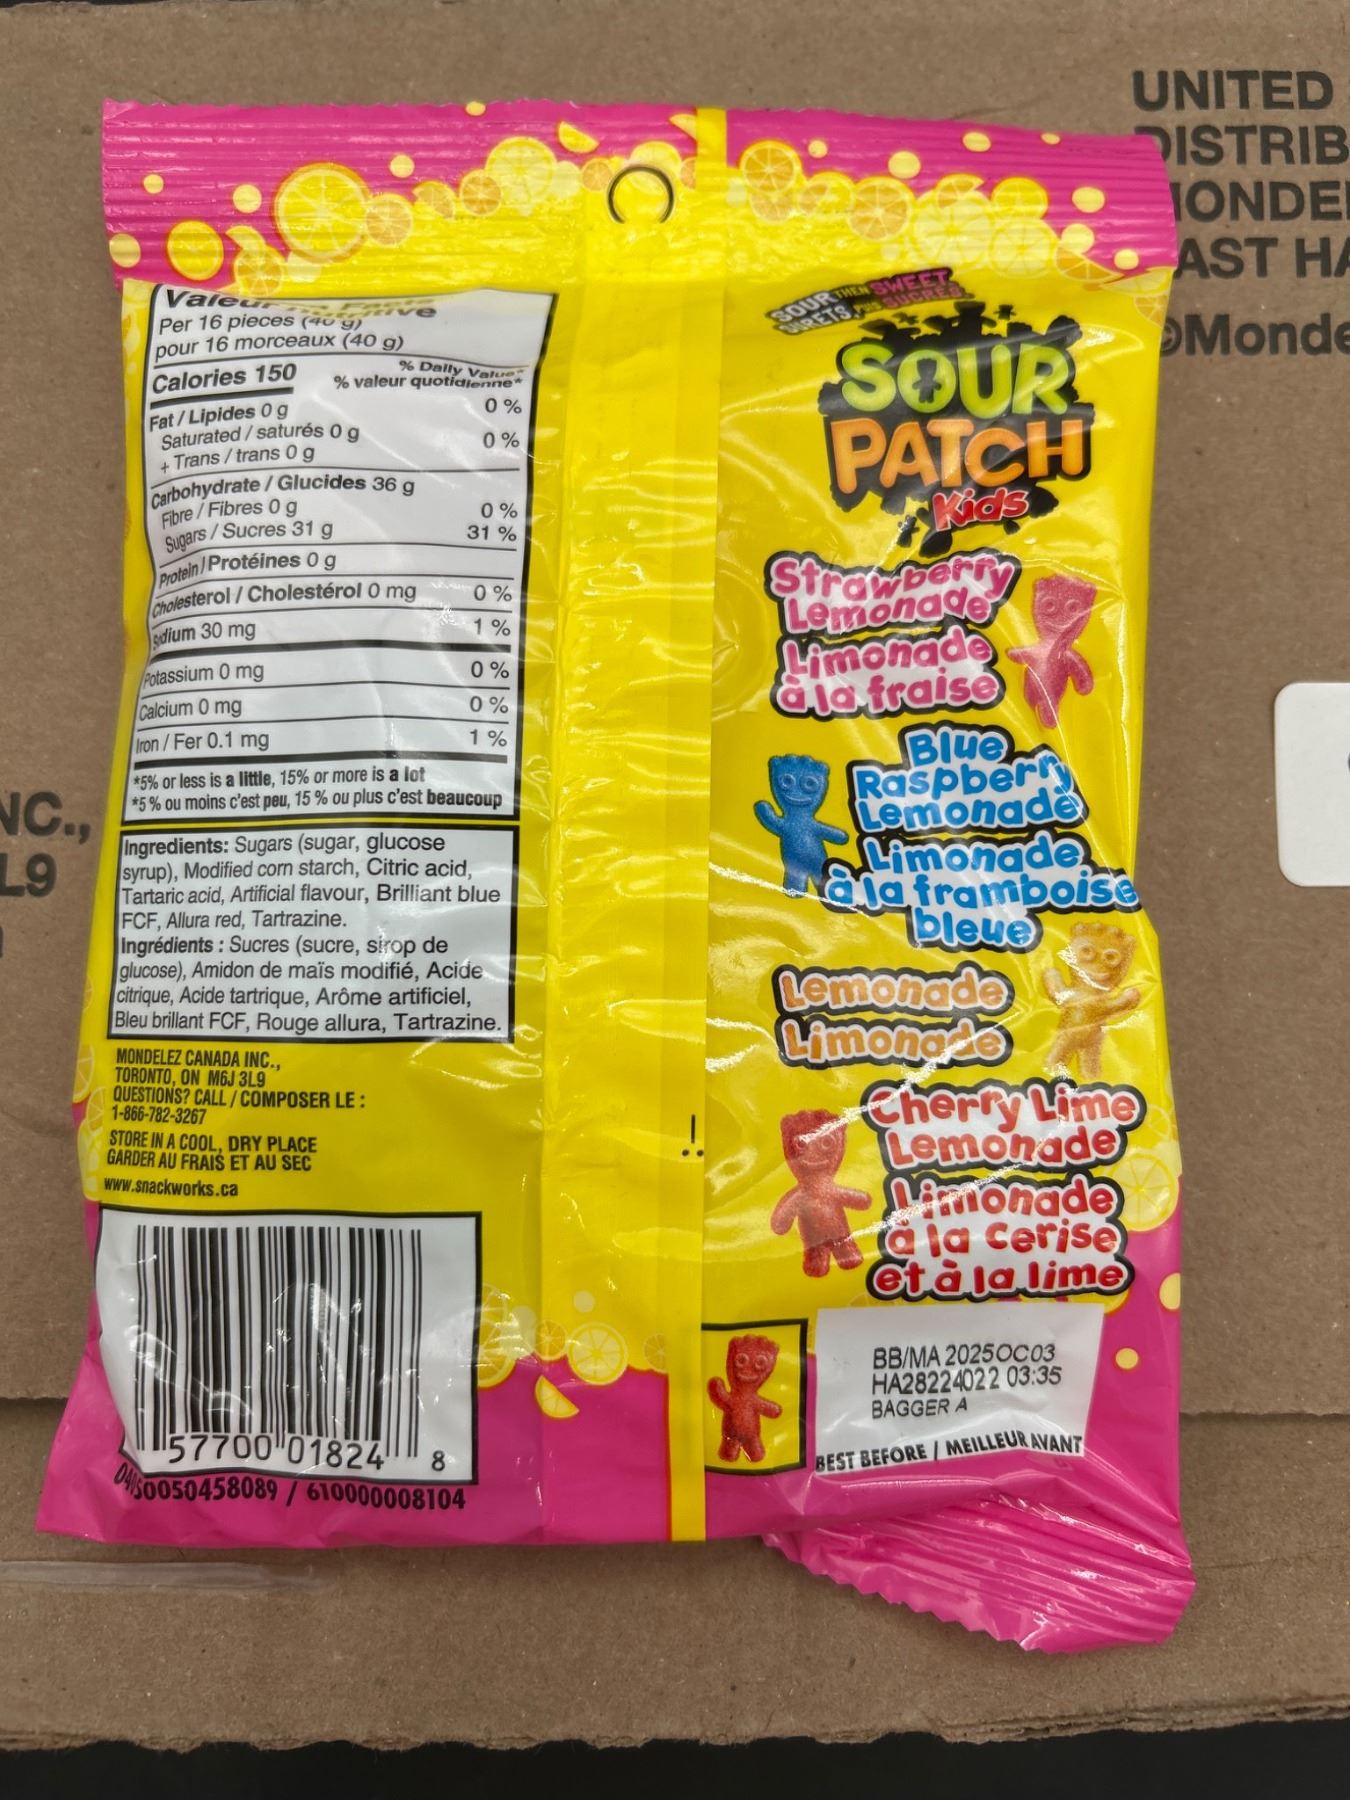 UNITED
DISTRIB
MONDE
AST HA
Monde
NC.,
L9
Valeur nutritive
Per 16 pieces (40 g)
pour 16 morceaux (40 g)
Calories 150
% Daily Value*
% valeur quotidienne*
Fat / Lipides 0 g 0 %
Saturated / saturés 0 g 0 %
+ Trans / trans 0 g
Carbohydrate / Glucides 36 g
Fibre / Fibres 0 g 0 %
Sugars / Sucres 31 g 31 %
Protein / Protéines 0 g
Cholesterol / Cholestérol 0 mg 0 %
Sodium 30 mg 1 %
Potassium 0 mg 0 %
Calcium 0 mg 0 %
Iron / Fer 0.1 mg 1 %
*5% or less is a little, 15% or more is a lot
*5 % ou moins c'est peu, 15 % ou plus c'est beaucoup
Ingredients: Sugars (sugar, glucose
syrup), Modified corn starch, Citric acid,
Tartaric acid, Artificial flavour, Brilliant blue
FCF, Allura red, Tartrazine.
Ingrédients : Sucres (sucre, sirop de
glucose), Amidon de maïs modifié, Acide
citrique, Acide tartrique, Arôme artificiel,
Bleu brillant FCF, Rouge allura, Tartrazine.
MONDELEZ CANADA INC.,
TORONTO, ON M6J 3L9
QUESTIONS? CALL / COMPOSER LE :
1-866-782-3267
STORE IN A COOL, DRY PLACE
GARDER AU FRAIS ET AU SEC
www.snackworks.ca
57700 01824 8
04050050458089 / 610000008104
SOUR THEN SWEET
SURETS, PUIS SUCRÉS
SOUR
PATCH
Kids
Strawberry
Lemonade
Limonade
à la fraise
Blue
Raspberry
Lemonade
Limonade
à la framboise
bleue
Lemonade
Limonade
Cherry Lime
Lemonade
Limonade
à la cerise
et à la lime
BB/MA 2025OC03
HA28224022 03:35
BAGGER A
BEST BEFORE / MEILLEUR AVANT